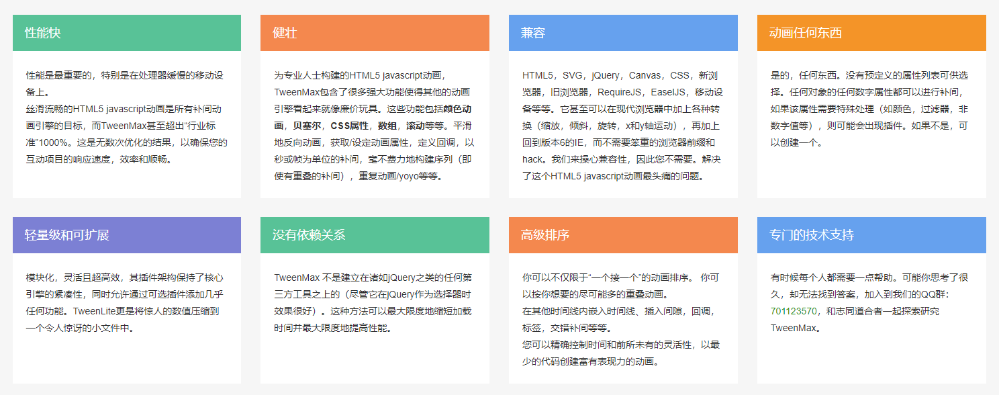 性能快
性能是最重要的，特别是在处理器缓慢的移动设
备上。
丝滑流畅的HTML5 javascript动画是所有补间动
画引擎的目标，而TweenMax甚至超出“行业标
准”1000%。这是无数次优化的结果，以确保您的
互动项目的响应速度，效率和顺畅。
健壮
为专业人士构建的HTML5 javascript动画，
TweenMax包含了很多强大功能使得其他的动画
引擎看起来就像廉价玩具。这些功能包括颜色动
画，贝塞尔，CSS属性，数组，滚动等等。平滑
地反向动画，获取/设定动画属性，定义回调，以
秒或帧为单位的补间，毫不费力地构建序列（即
使有重叠的补间），重复动画/yoyo等等。
兼容
HTML5，SVG，jQuery，Canvas，CSS，新浏
览器，旧浏览器，RequireJS，EaselJS，移动设
备等等。它甚至可以在现代浏览器中加上各种转
换（缩放，倾斜，旋转，x和y轴运动），再加上
回到版本6的IE，而不需要笨重的浏览器前缀和
hack。我们来操心兼容性，因此您不需要。解决
了这个HTML5 javascript动画最头痛的问题。
动画任何东西
是的，任何东西。没有预定义的属性列表可供选
择。任何对象的任何数字属性都可以进行补间，
如果该属性需要特殊处理（如颜色，过滤器，非
数字值等），则可能会出现插件。如果不是，可
以创建一个。
轻量级和可扩展
模块化，灵活且超高效，其插件架构保持了核心
引擎的紧凑性，同时允许通过可选插件添加几乎
任何功能。TweenLite更是将惊人的数值压缩到
一个令人惊讶的小文件中。
没有依赖关系
TweenMax 不是建立在诸如jQuery之类的任何第
三方工具之上的（尽管它在jQuery作为选择器时
效果很好）。这种方法可以最大限度地缩短加载
时间并最大限度地提高性能。
高级排序
你可以不仅限于“一个接一个”的动画排序。 你可
以按你想要的尽可能多的重叠动画。
在其他时间线内嵌入时间线、插入间隙，回调，
标签，交错补间等等。
您可以精确控制时间和前所未有的灵活性，以最
少的代码创建富有表现力的动画。
专门的技术支持
有时候每个人都需要一点帮助。可能你思考了很
久，却无法找到答案，加入到我们的QQ群：
701123570，和志同道合者一起探索研究
TweenMax。